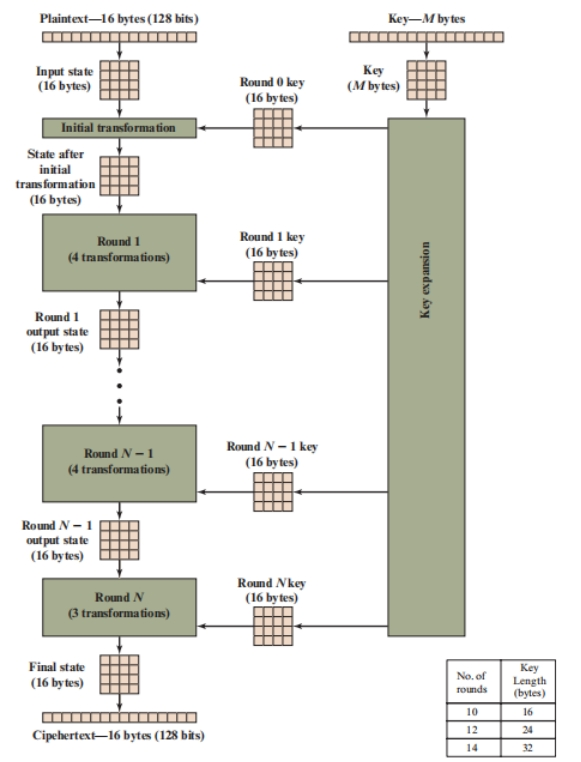 Plaintext—16 bytes (128 bits)
Key—M bytes
Input state
(16 bytes)
Key
(M bytes)
Round 0 key
(16 bytes)
Initial transformation
State after
initial
transformation
(16 bytes)
Round 1
(4 transformations)
Round 1 key
(16 bytes)
Key expansion
Round 1
output state
(16 bytes)
Round N – 1
(4 transformations)
Round N – 1 key
(16 bytes)
Round N – 1
output state
(16 bytes)
Round N
(3 transformations)
Round N key
(16 bytes)
Final state
(16 bytes)
Cipehertext—16 bytes (128 bits)
No. of
rounds
Key
Length
(bytes)
10 16
12 24
14 32